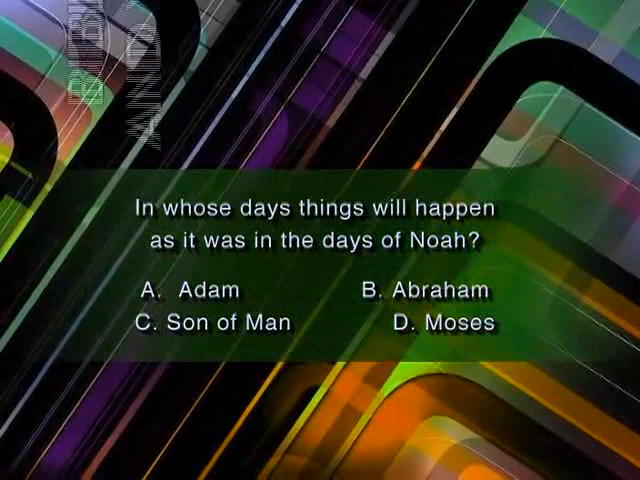 In whose days things will happen
as it was in the days of Noah?
A. Adam B. Abraham
C. Son of Man D. Moses